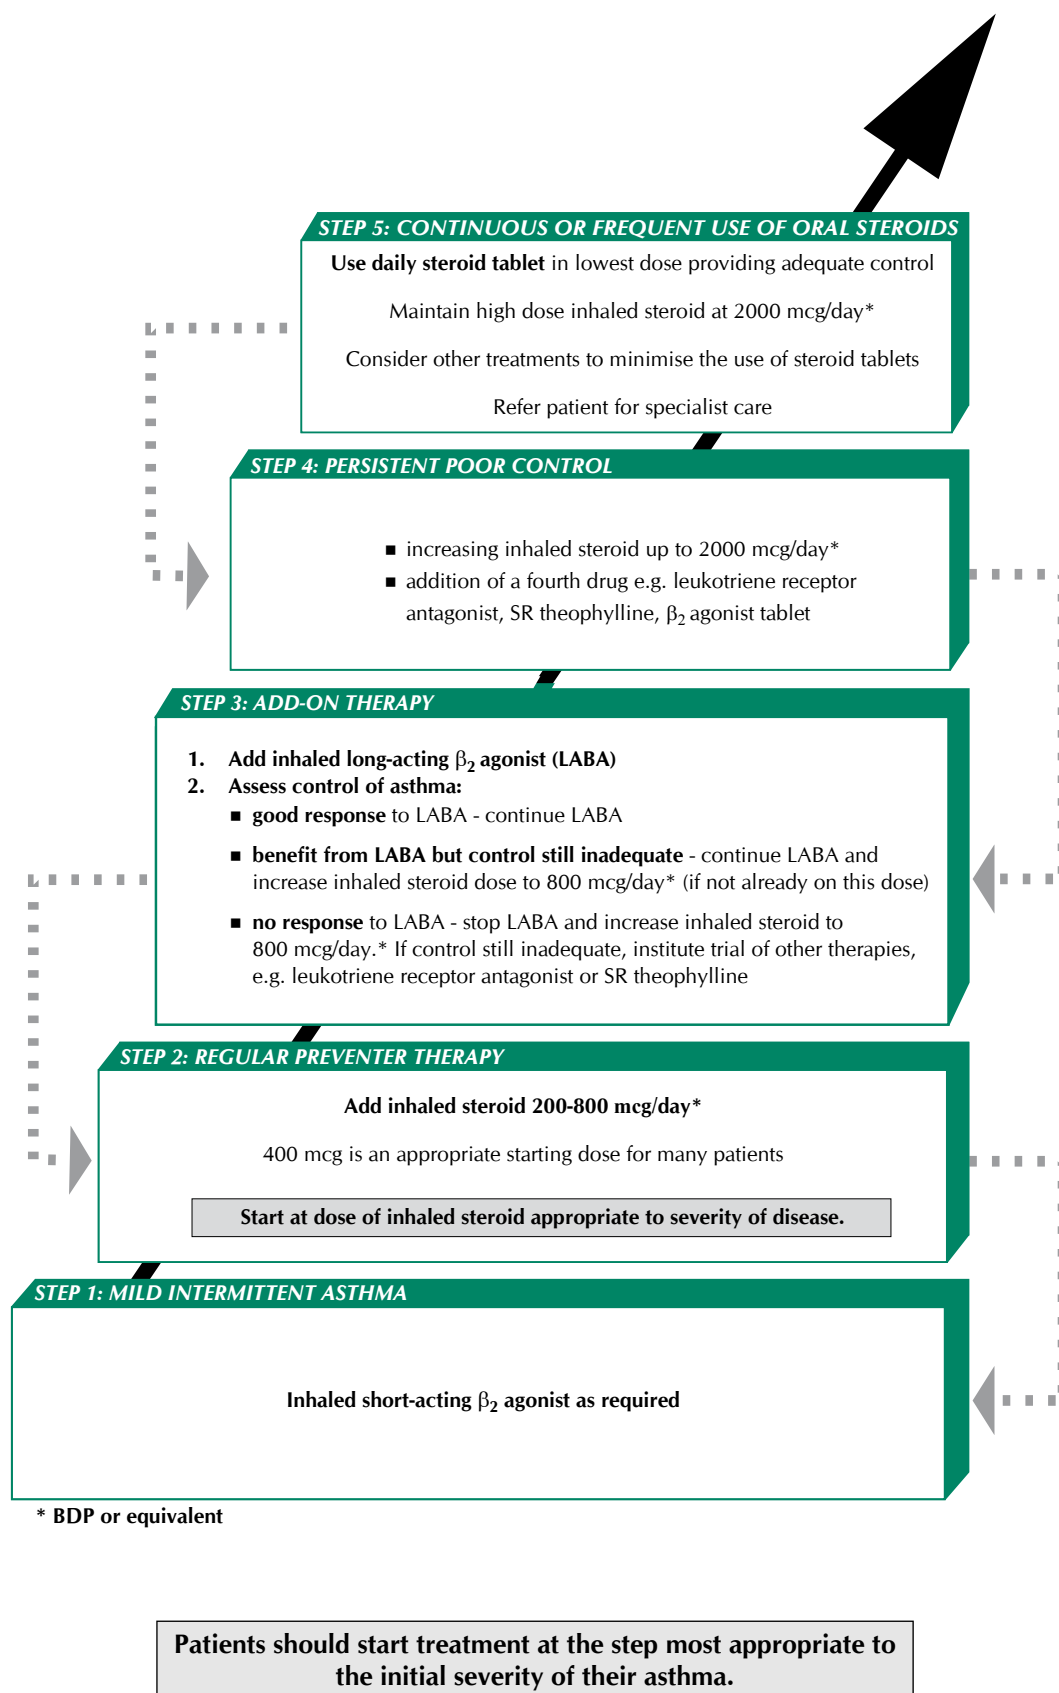 STEP 5: CONTINUOUS OR FREQUENT USE OF ORAL STEROIDS
Use daily steroid tablet in lowest dose providing adequate control
Maintain high dose inhaled steroid at 2000 mcg/day*
Consider other treatments to minimise the use of steroid tablets
Refer patient for specialist care
STEP 4: PERSISTENT POOR CONTROL
■ increasing inhaled steroid up to 2000 mcg/day*
■ addition of a fourth drug e.g. leukotriene receptor
antagonist, SR theophylline, β₂ agonist tablet
STEP 3: ADD-ON THERAPY
1. Add inhaled long-acting β₂ agonist (LABA)
2. Assess control of asthma:
■ good response to LABA - continue LABA
■ benefit from LABA but control still inadequate - continue LABA and
increase inhaled steroid dose to 800 mcg/day* (if not already on this dose)
■ no response to LABA - stop LABA and increase inhaled steroid to
800 mcg/day.* If control still inadequate, institute trial of other therapies,
e.g. leukotriene receptor antagonist or SR theophylline
STEP 2: REGULAR PREVENTER THERAPY
Add inhaled steroid 200-800 mcg/day*
400 mcg is an appropriate starting dose for many patients
Start at dose of inhaled steroid appropriate to severity of disease.
STEP 1: MILD INTERMITTENT ASTHMA
Inhaled short-acting β₂ agonist as required
* BDP or equivalent
Patients should start treatment at the step most appropriate to
the initial severity of their asthma.